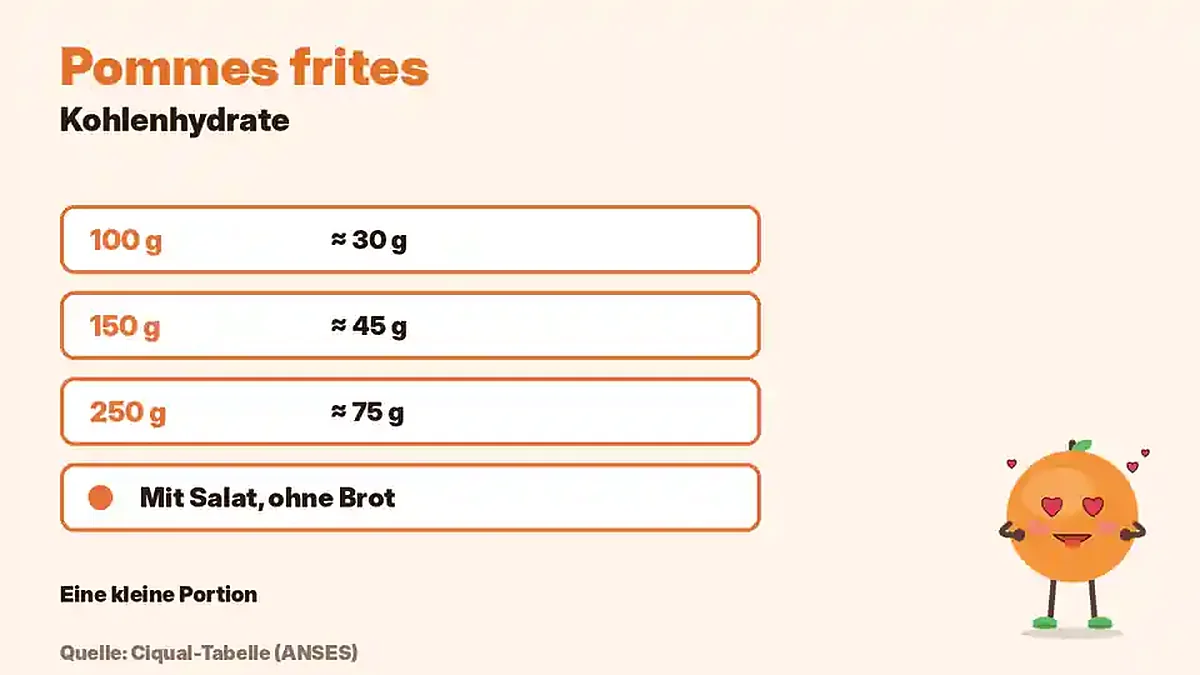 Pommes frites
Kohlenhydrate
100 g ≈ 30 g
150 g ≈ 45 g
250 g ≈ 75 g
Mit Salat, ohne Brot
Eine kleine Portion
Quelle: Ciqual-Tabelle (ANSES)